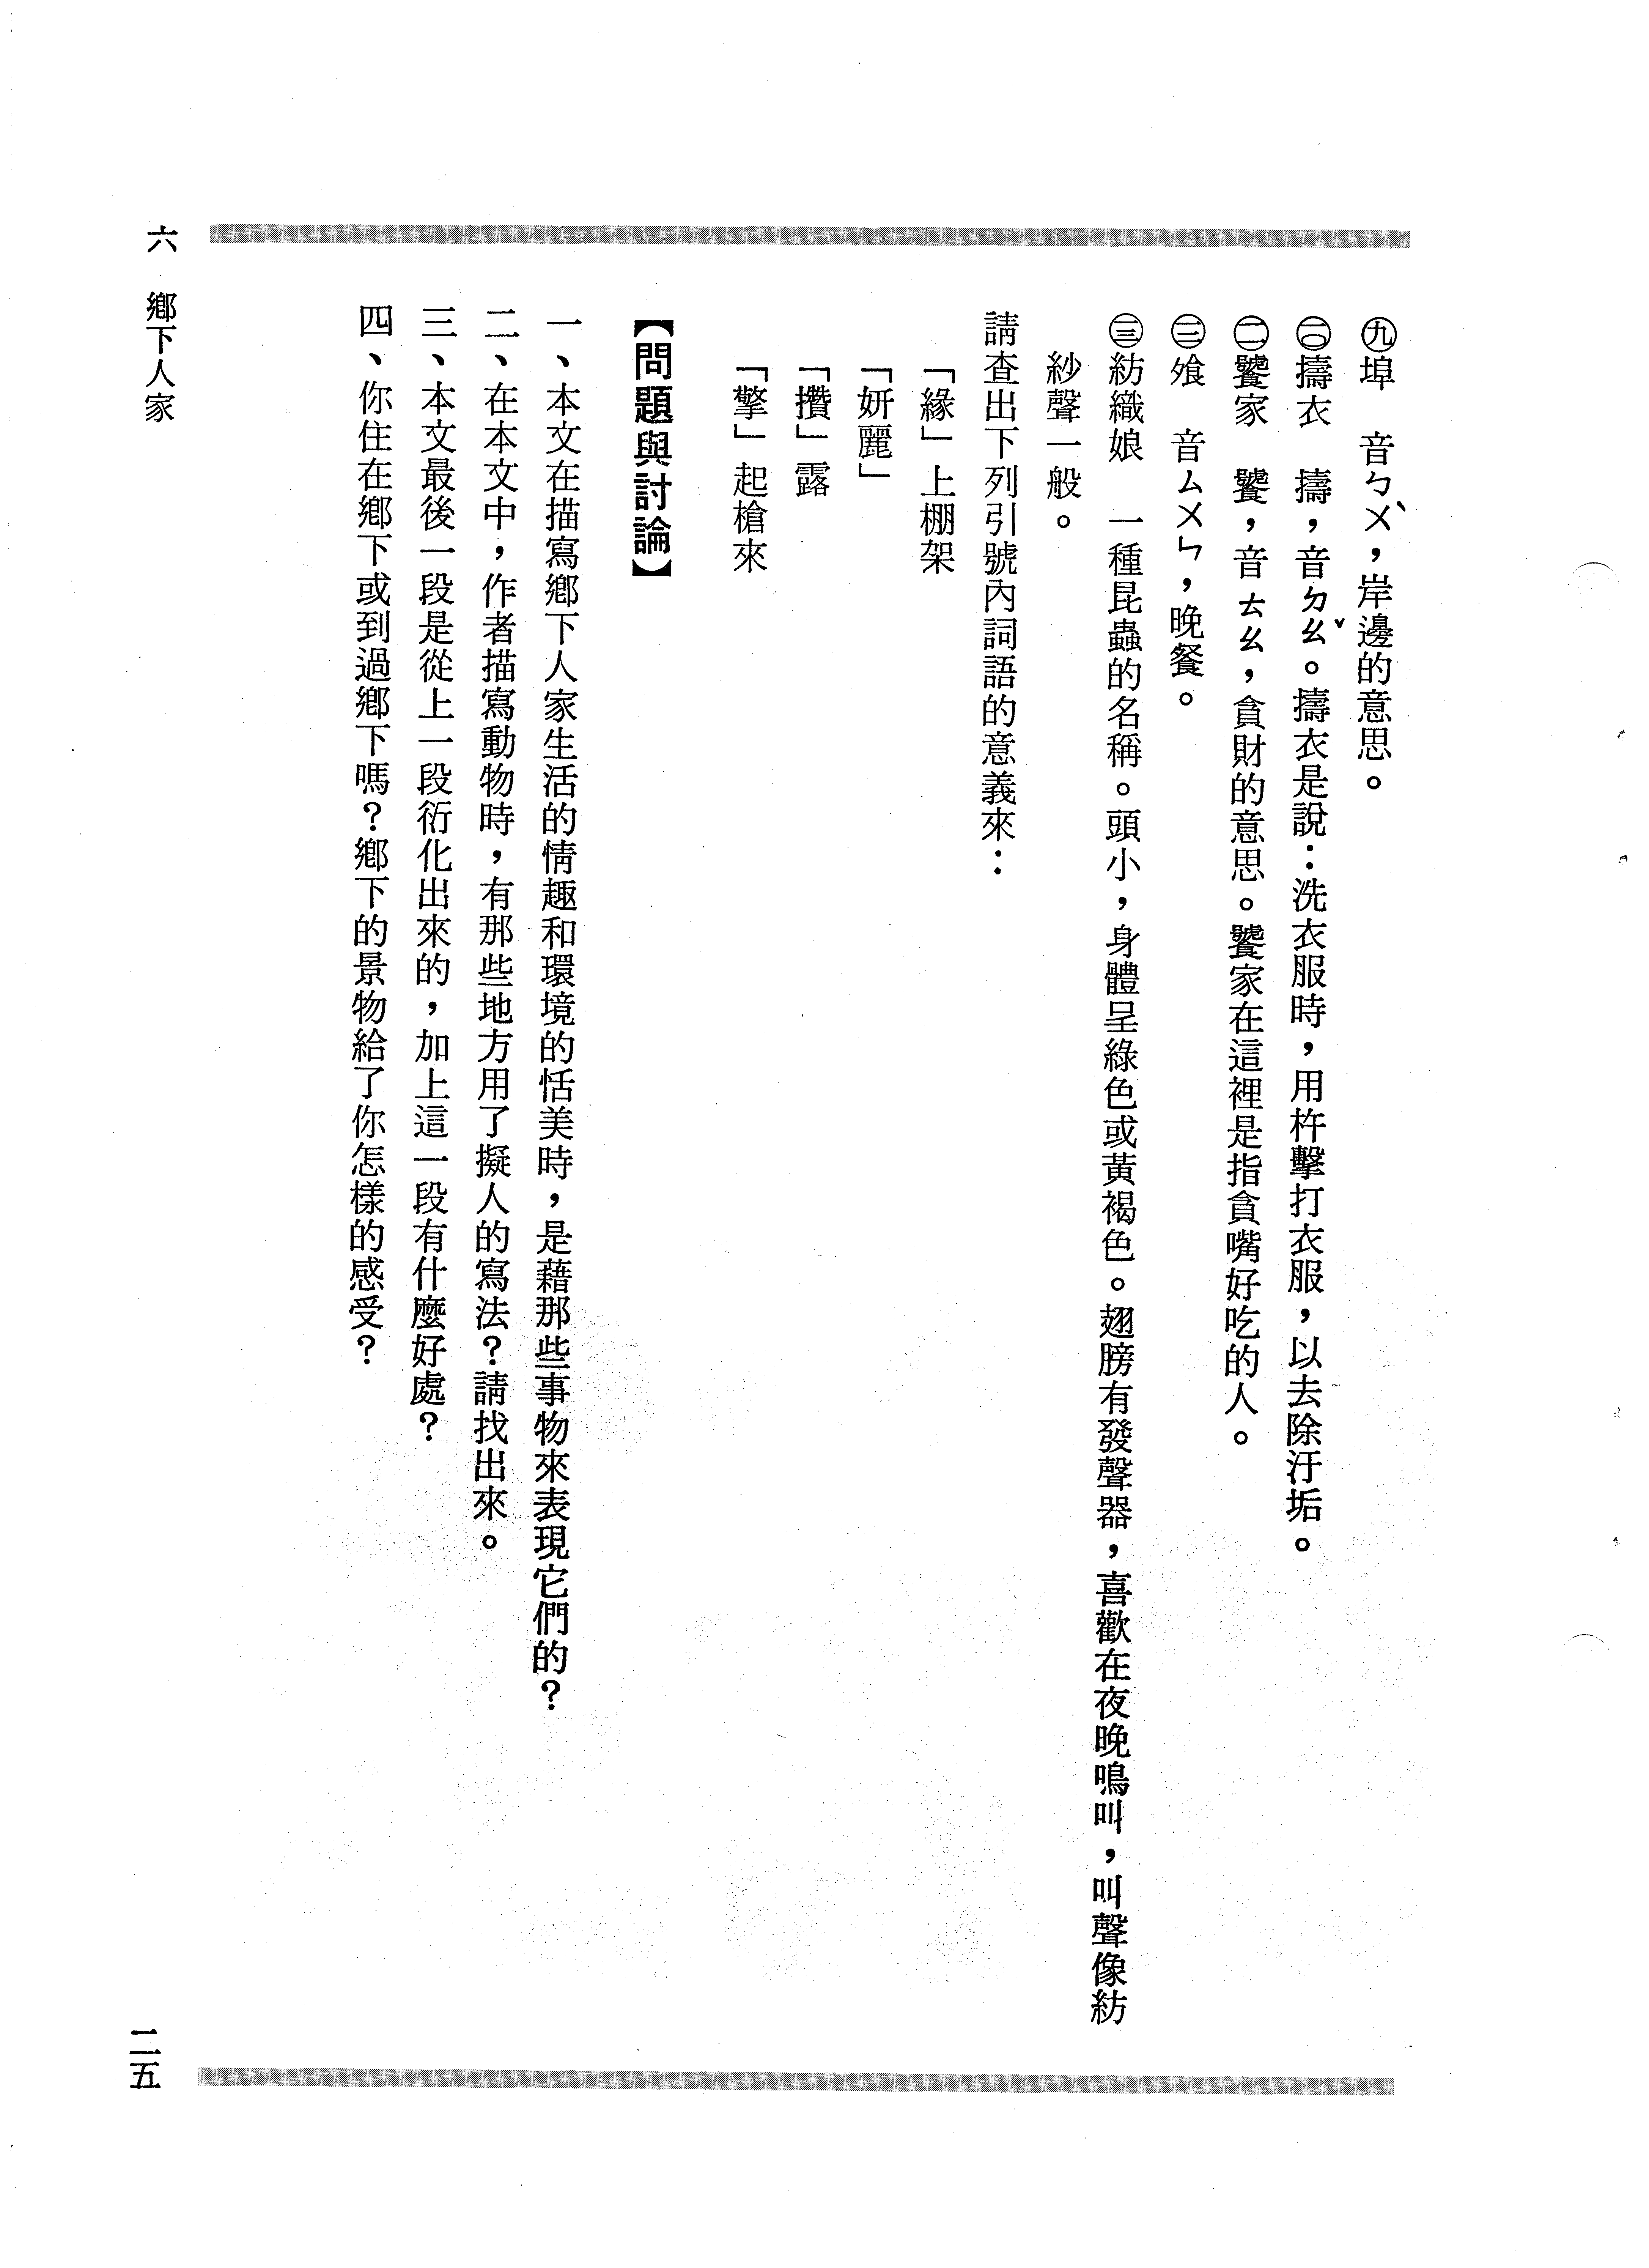 ㊈埠　音ㄅㄨˋ，岸邊的意思。
㊉擣衣　擣，音ㄉㄠˇ。擣衣是說：洗衣服時，用杵擊打衣服，以去除汙垢。
(二)饕家　饕，音ㄊㄠ，貪財的意思。饕家在這裡是指貪嘴好吃的人。
(三)飧　音ㄙㄨㄣ，晚餐。
(三)紡織娘　一種昆蟲的名稱。頭小，身體呈綠色或黃褐色。翅膀有發聲器，喜歡在夜晚鳴叫，叫聲像紡
紗聲一般。
請查出下列引號內詞語的意義來：
「緣」上棚架
「妍麗」
「攢」露
「擎」起槍來
【問題與討論】
一、本文在描寫鄉下人家生活的情趣和環境的恬美時，是藉那些事物來表現它們的？
二、在本文中，作者描寫動物時，有那些地方用了擬人的寫法？請找出來。
三、本文最後一段是從上一段衍化出來的，加上這一段有什麼好處？
四、你住在鄉下或到過鄉下嗎？鄉下的景物給了你怎樣的感受？
六　鄉下人家
二五